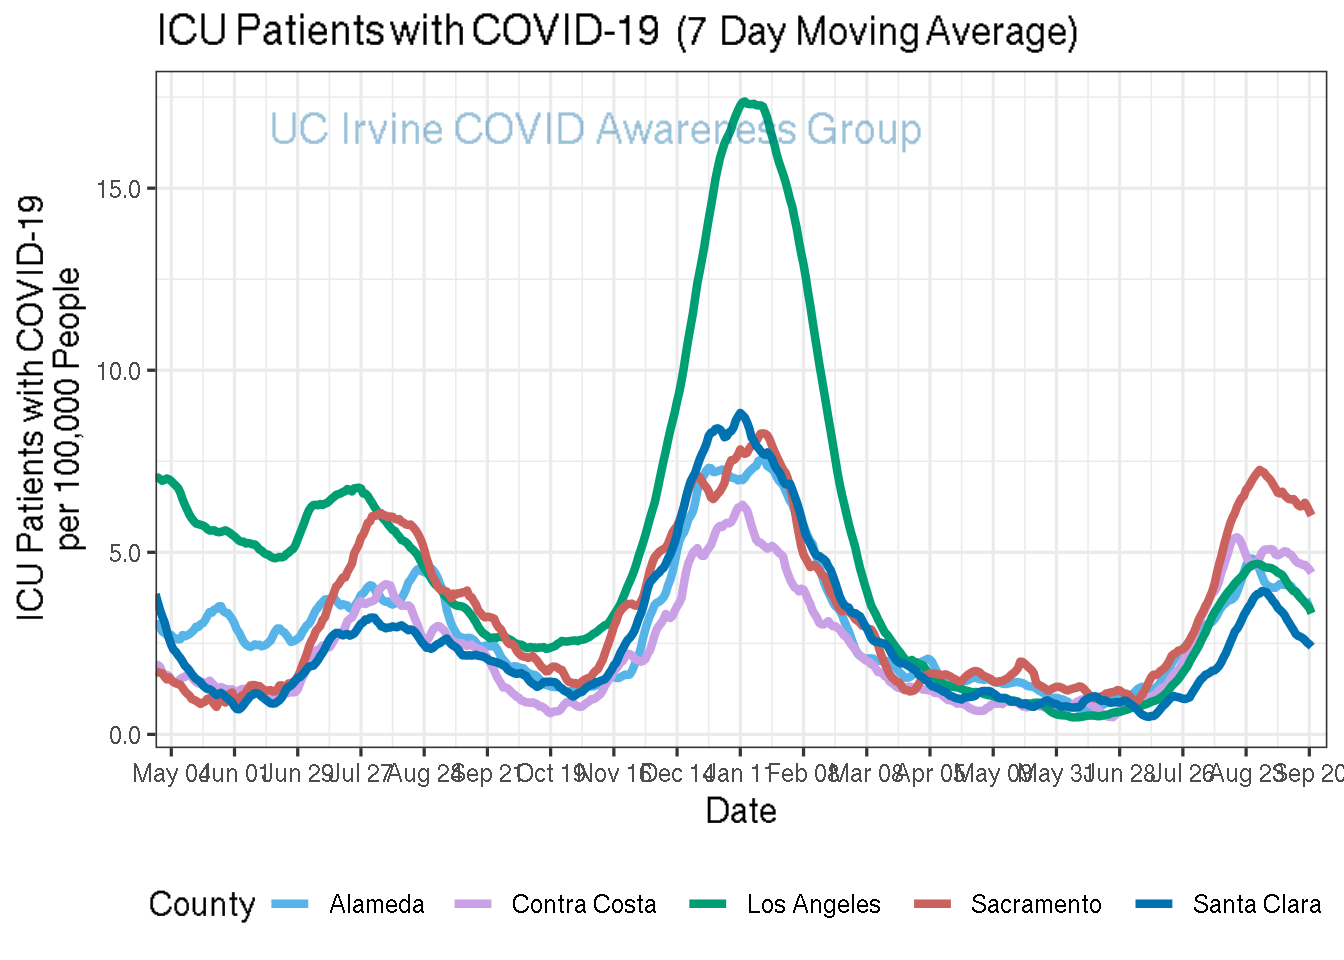 ICU Patients with COVID-19 (7 Day Moving Average)
UC Irvine COVID Awareness Group
ICU Patients with COVID-19
per 100,000 People
15.0
10.0
5.0
0.0
May 04 Jun 01 Jun 29 Jul 27 Aug 24 Sep 21 Oct 19 Nov 16 Dec 14 Jan 11 Feb 08 Mar 08 Apr 05 May 03 May 31 Jun 28 Jul 26 Aug 23 Sep 20
Date
County Alameda Contra Costa Los Angeles Sacramento Santa Clara